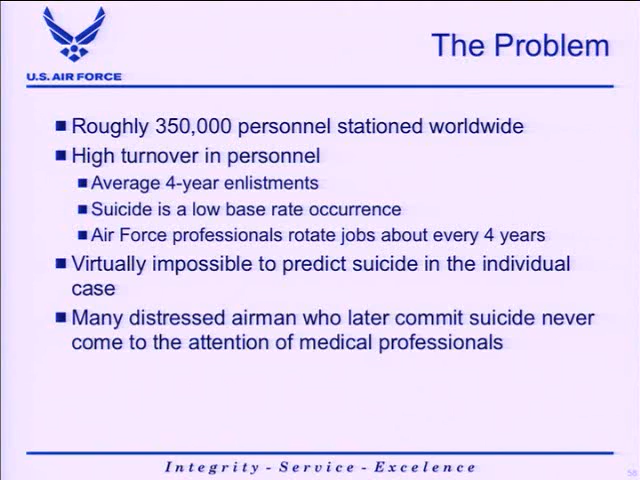 The Problem
U.S. AIR FORCE
Roughly 350,000 personnel stationed worldwide
High turnover in personnel
Average 4-year enlistments
Suicide is a low base rate occurrence
Air Force professionals rotate jobs about every 4 years
Virtually impossible to predict suicide in the individual
case
Many distressed airman who later commit suicide never
come to the attention of medical professionals
Integrity - Service - Excelence